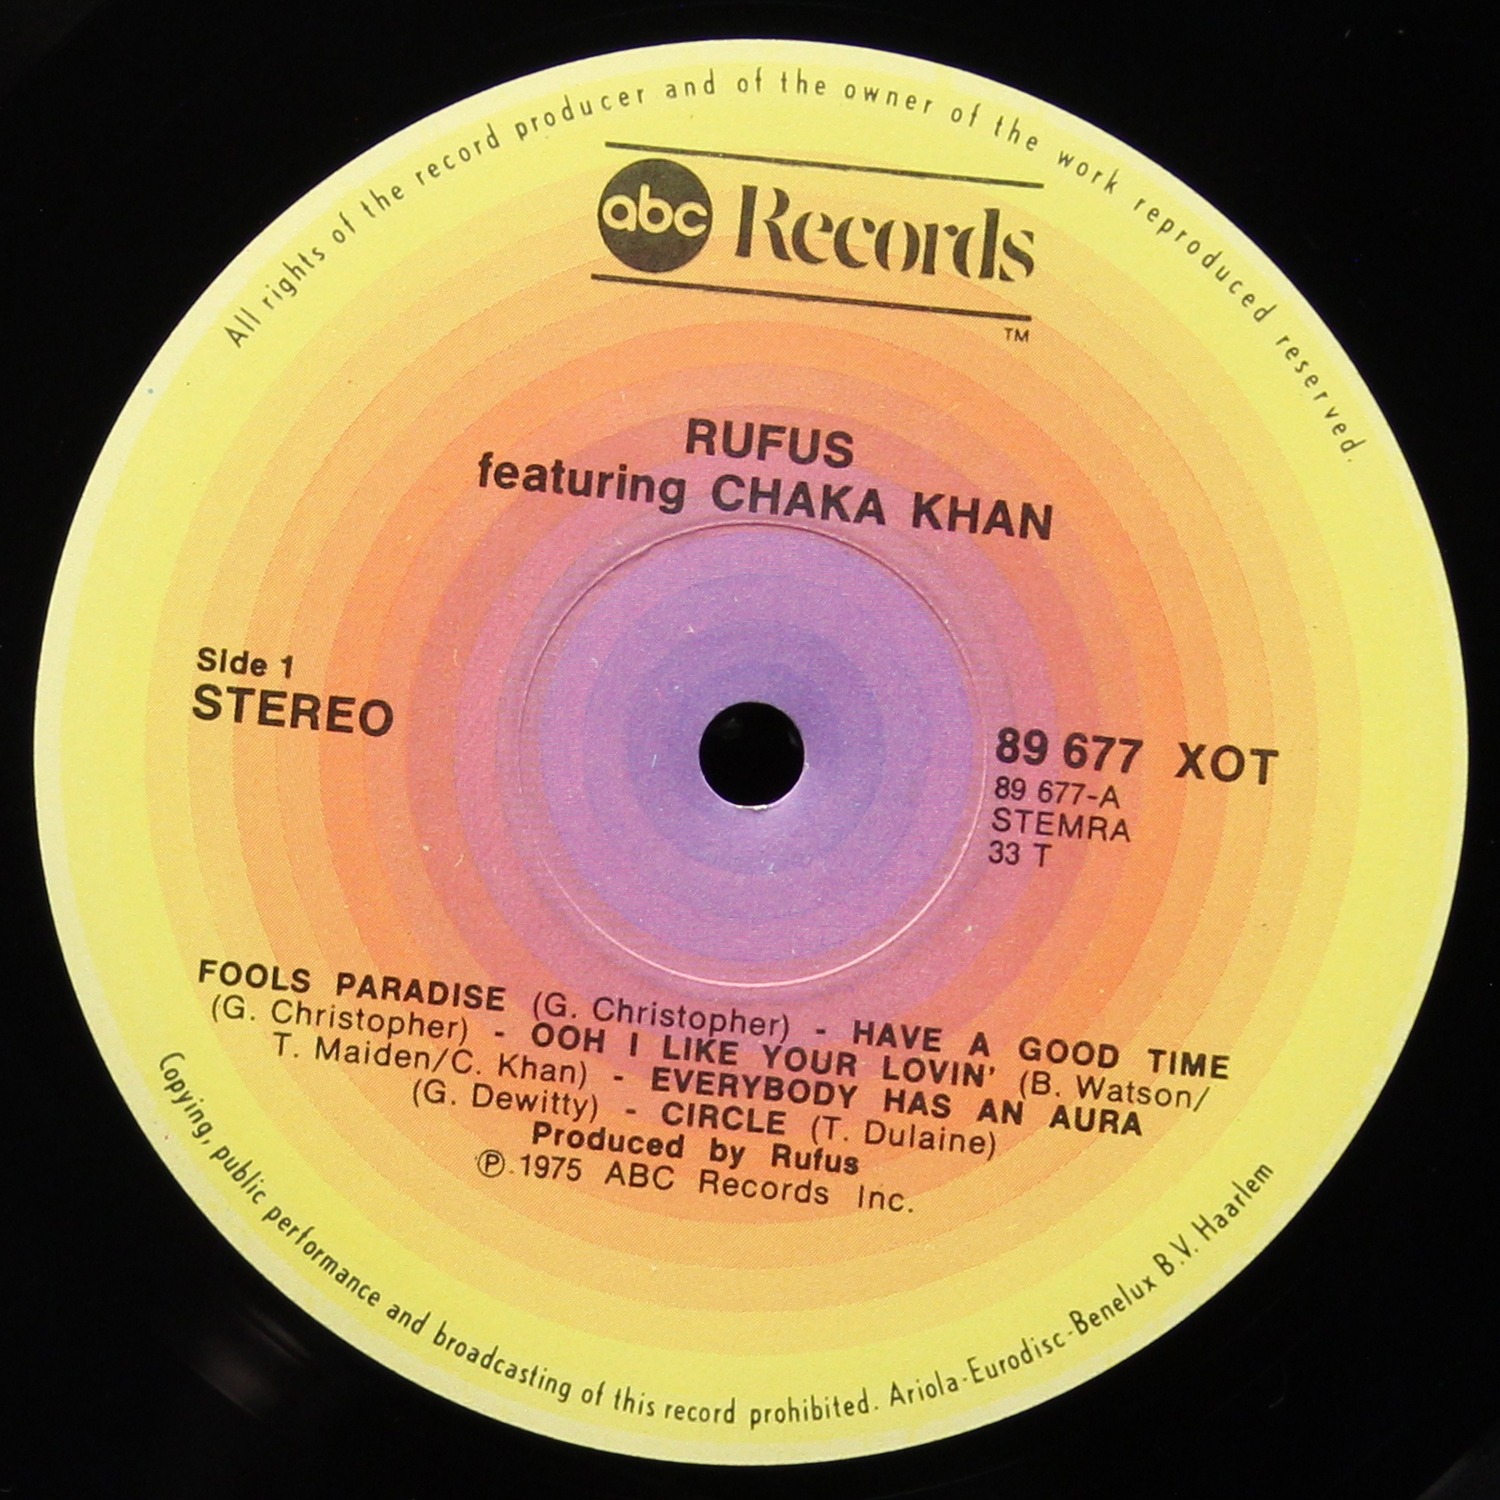 All rights of the record producer and of the owner of the work reproduced reserved.
abc Records
TM
RUFUS
featuring CHAKA KHAN
Side 1
STEREO
89 677 XOT
89 677-A
STEMRA
33 T
FOOLS PARADISE (G. Christopher) - HAVE A GOOD TIME
(G. Christopher) - OOH I LIKE YOUR LOVIN' (B. Watson/
T. Maiden/C. Khan) - EVERYBODY HAS AN AURA
(G. Dewitty) - CIRCLE (T. Dulaine)
Produced by Rufus
℗ 1975 ABC Records Inc.
Copying, public performance and broadcasting of this record prohibited. Ariola-Eurodisc-Benelux B.V. Haarlem